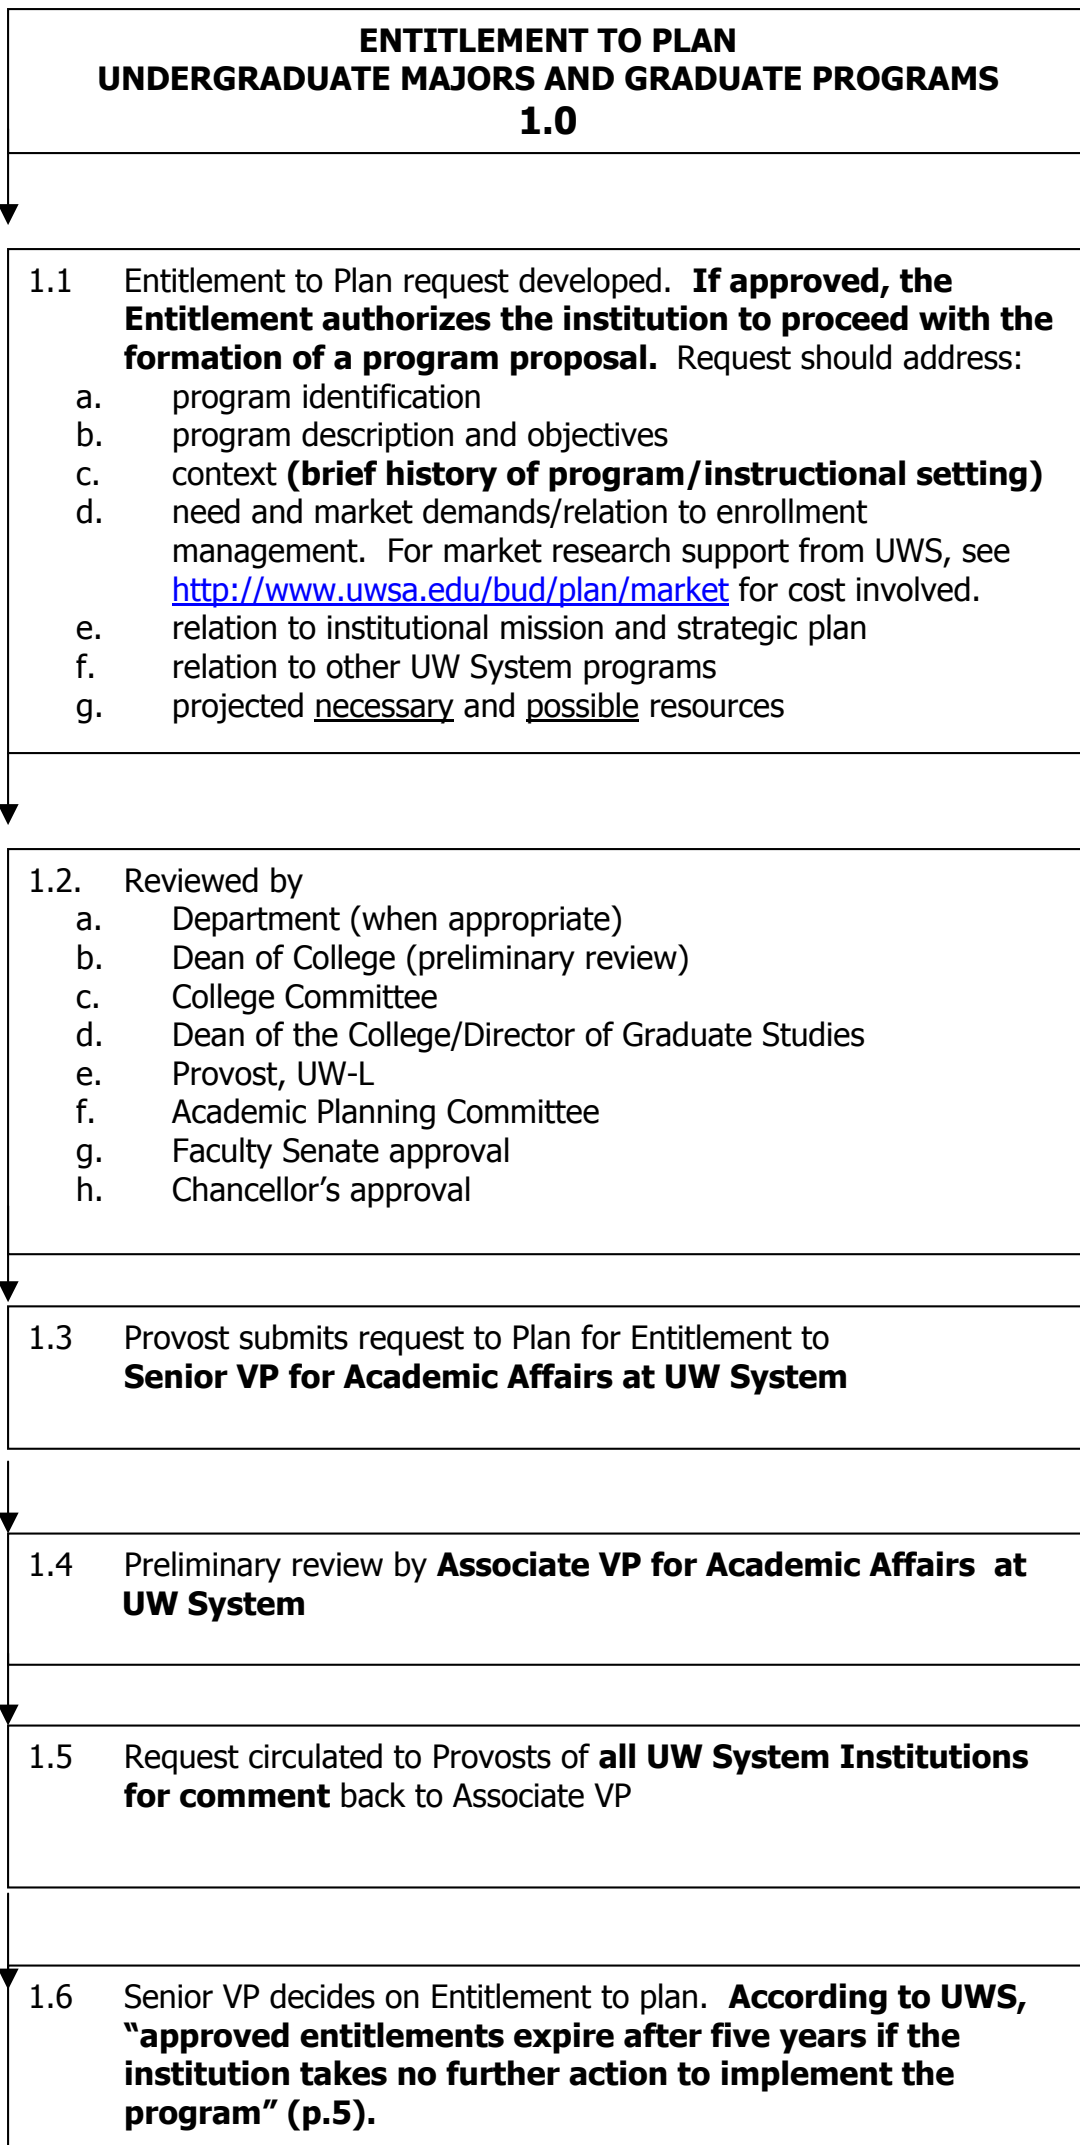 ENTITLEMENT TO PLAN
UNDERGRADUATE MAJORS AND GRADUATE PROGRAMS
1.0
1.1 Entitlement to Plan request developed. If approved, the
Entitlement authorizes the institution to proceed with the
formation of a program proposal. Request should address:
a. program identification
b. program description and objectives
c. context (brief history of program/instructional setting)
d. need and market demands/relation to enrollment
management. For market research support from UWS, see
http://www.uwsa.edu/bud/plan/market for cost involved.
e. relation to institutional mission and strategic plan
f. relation to other UW System programs
g. projected necessary and possible resources
1.2. Reviewed by
a. Department (when appropriate)
b. Dean of College (preliminary review)
c. College Committee
d. Dean of the College/Director of Graduate Studies
e. Provost, UW-L
f. Academic Planning Committee
g. Faculty Senate approval
h. Chancellor’s approval
1.3 Provost submits request to Plan for Entitlement to
Senior VP for Academic Affairs at UW System
1.4 Preliminary review by Associate VP for Academic Affairs at
UW System
1.5 Request circulated to Provosts of all UW System Institutions
for comment back to Associate VP
1.6 Senior VP decides on Entitlement to plan. According to UWS,
“approved entitlements expire after five years if the
institution takes no further action to implement the
program” (p.5).